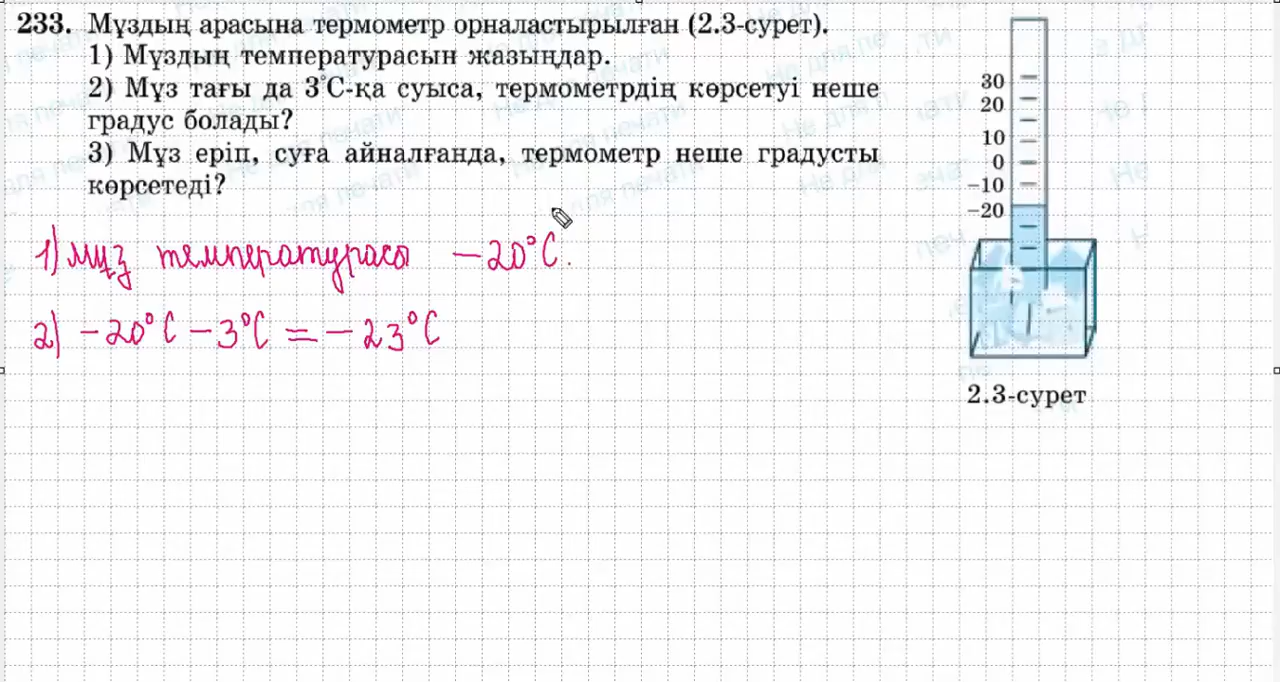 233. Мұздың арасына термометр орналастырылған (2.3-сурет).
1) Мұздың температурасын жазыңдар.
2) Мұз тағы да 3°С-қа суыса, термометрдің көрсетуі неше
градус болады?
3) Мұз еріп, суға айналғанда, термометр неше градусты
көрсетеді?
1) мұз температурасы −20°C.
2) −20°C − 3°C = −23°C
30
20
10
0
−10
−20
2.3-сурет